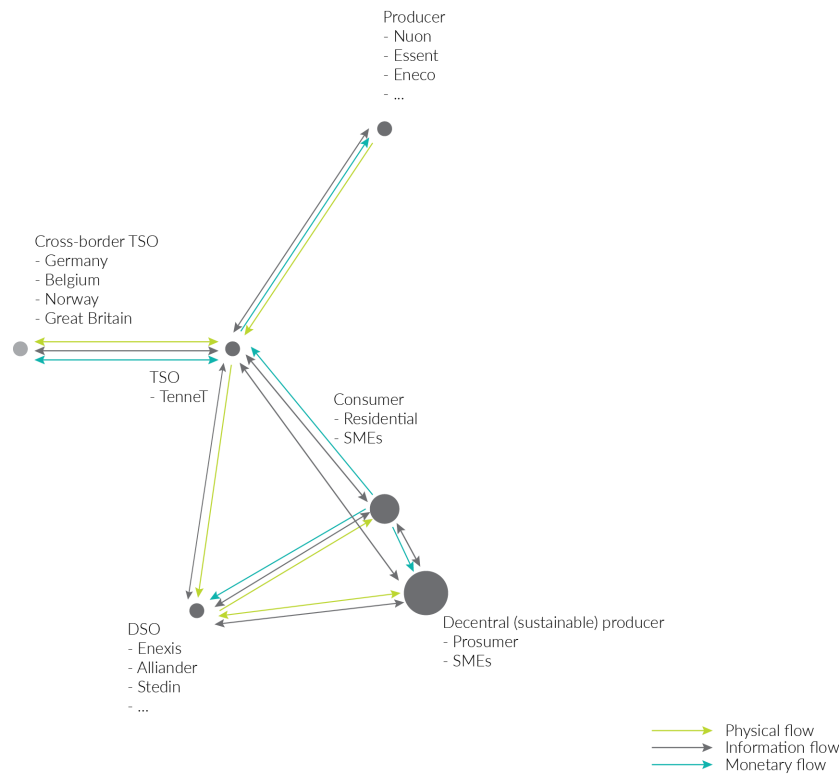 Producer
- Nuon
- Essent
- Eneco
- ...
Cross-border TSO
- Germany
- Belgium
- Norway
- Great Britain
TSO
- TenneT
Consumer
- Residential
- SMEs
DSO
- Enexis
- Alliander
- Stedin
- ...
Decentral (sustainable) producer
- Prosumer
- SMEs
Physical flow
Information flow
Monetary flow